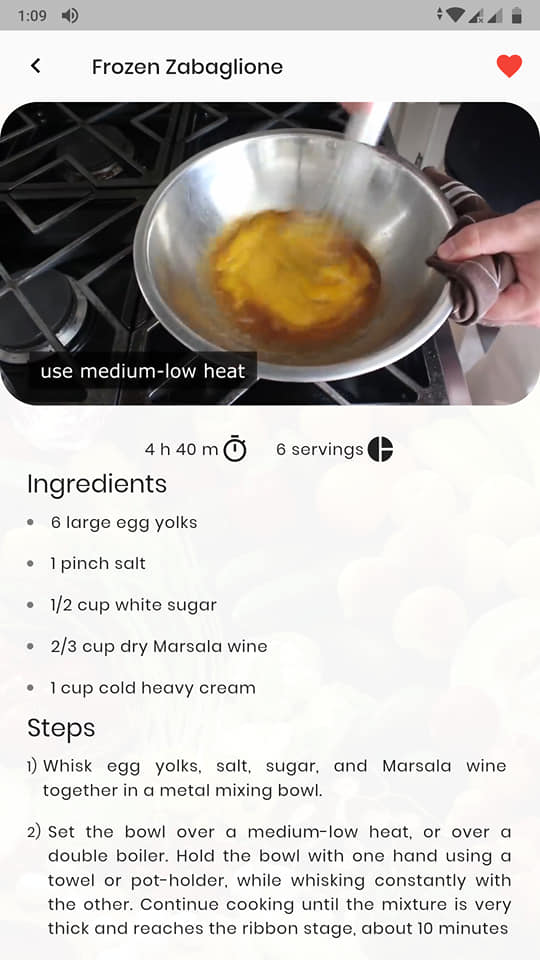 1:09
Frozen Zabaglione
use medium-low heat
4 h 40 m
6 servings
Ingredients
6 large egg yolks
1 pinch salt
1/2 cup white sugar
2/3 cup dry Marsala wine
1 cup cold heavy cream
Steps
1) Whisk egg yolks, salt, sugar, and Marsala wine
together in a metal mixing bowl.
2) Set the bowl over a medium-low heat, or over a
double boiler. Hold the bowl with one hand using a
towel or pot-holder, while whisking constantly with
the other. Continue cooking until the mixture is very
thick and reaches the ribbon stage, about 10 minutes